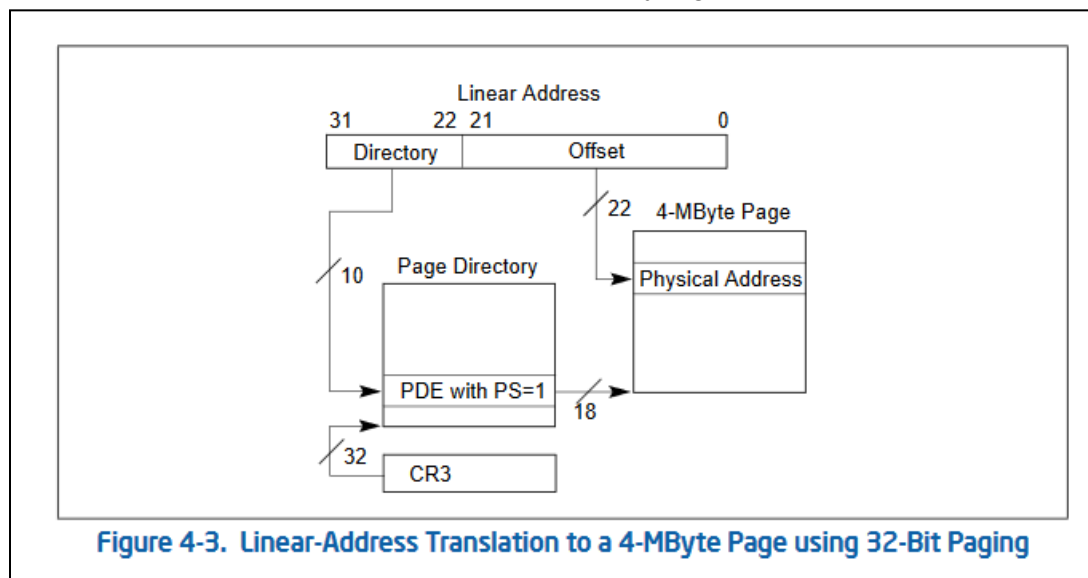 Linear Address
31 22 21 0
Directory Offset
22 4-MByte Page
10 Page Directory Physical Address
PDE with PS=1
18
32
CR3
Figure 4-3. Linear-Address Translation to a 4-MByte Page using 32-Bit Paging